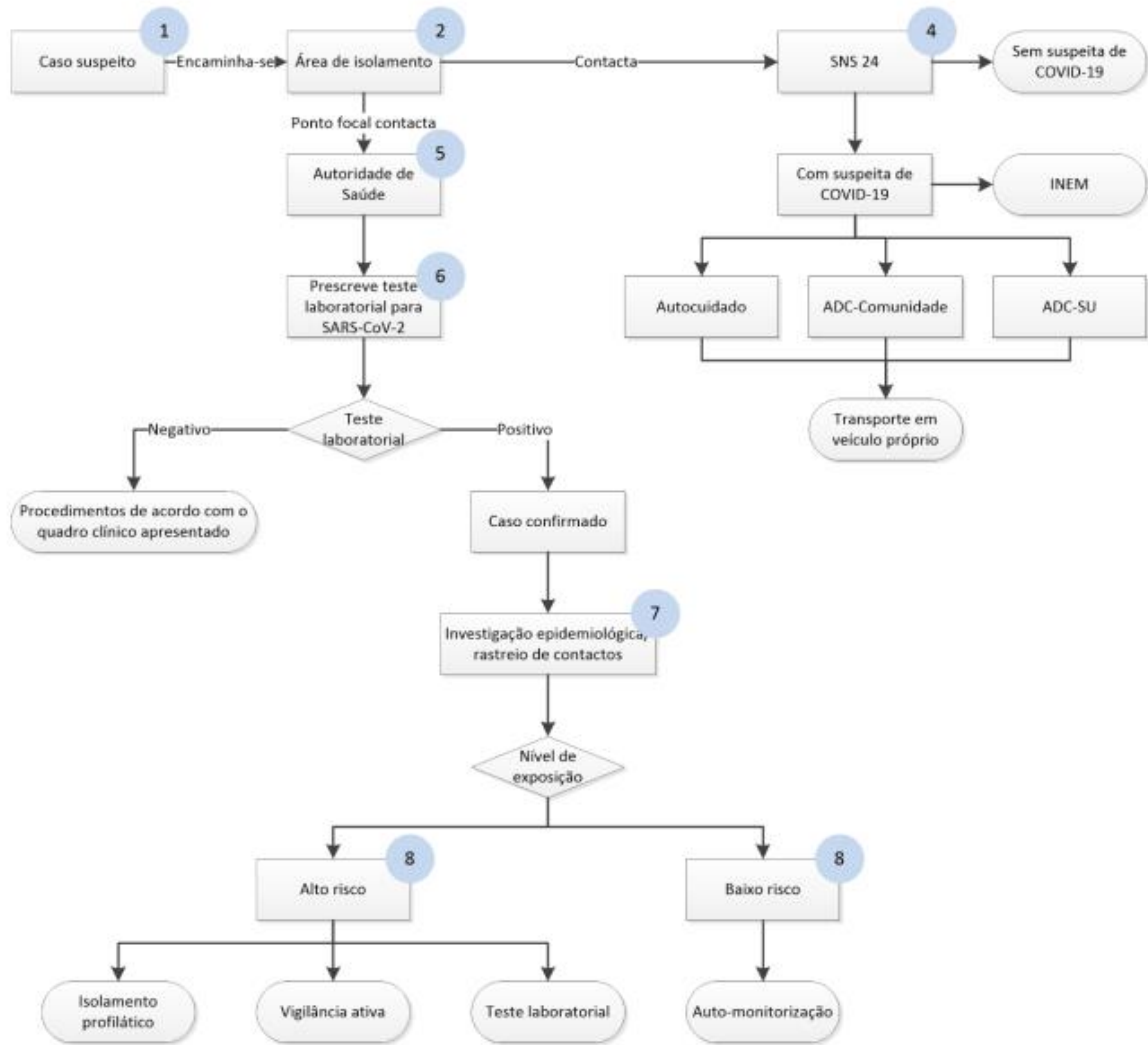 1
Caso suspeito
Encaminha-se
2
Área de isolamento
Contacta
4
SNS 24
Sem suspeita de
COVID-19
Ponto focal contacta
5
Autoridade de
Saúde
Com suspeita de
COVID-19
INEM
6
Prescreve teste
laboratorial para
SARS-CoV-2
Autocuidado
ADC-Comunidade
ADC-SU
Negativo
Teste
laboratorial
Positivo
Transporte em
veículo próprio
Procedimentos de acordo com o
quadro clínico apresentado
Caso confirmado
7
Investigação epidemiológica,
rastreio de contactos
Nível de
exposição
8
Alto risco
8
Baixo risco
Isolamento
profilático
Vigilância ativa
Teste laboratorial
Auto-monitorização